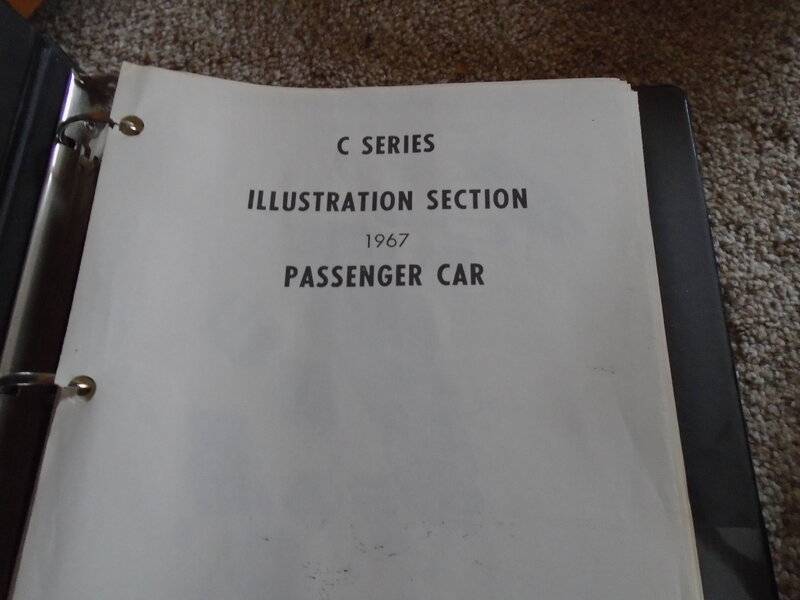 C SERIES
ILLUSTRATION SECTION
1967
PASSENGER CAR